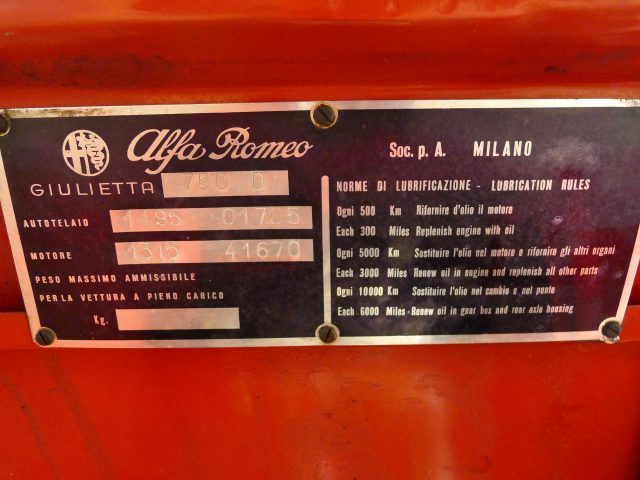 Alfa Romeo
GIULIETTA 750 D
AUTOTELAIO 1495 01705
MOTORE 1315 41670
PESO MASSIMO AMMISSIBILE
PER LA VETTURA A PIENO CARICO
Kg.
Soc. p. A. MILANO
NORME DI LUBRIFICAZIONE - LUBRICATION RULES
Ogni 500 Km Rifornire d'olio il motore
Each 300 Miles Replenish engine with oil
Ogni 5000 Km Sostituire l'olio nel motore e rifornire gli altri organi
Each 3000 Miles Renew oil in engine and replenish all other parts
Ogni 10000 Km Sostituire l'olio nel cambio e nel ponte
Each 6000 Miles - Renew oil in gear box and rear axle housing